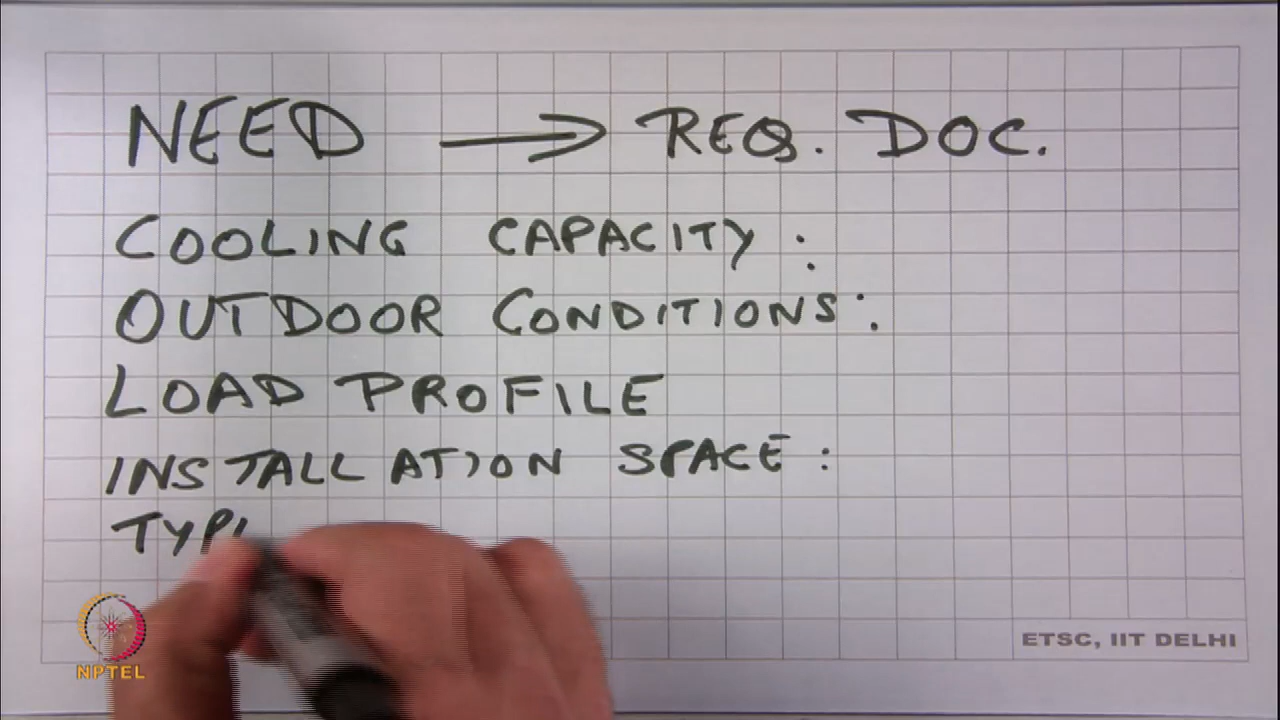 NEED → REQ. DOC.
COOLING CAPACITY :
OUTDOOR CONDITIONS :
LOAD PROFILE
INSTALLATION SPACE :
NPTEL
ETSC, IIT DELHI